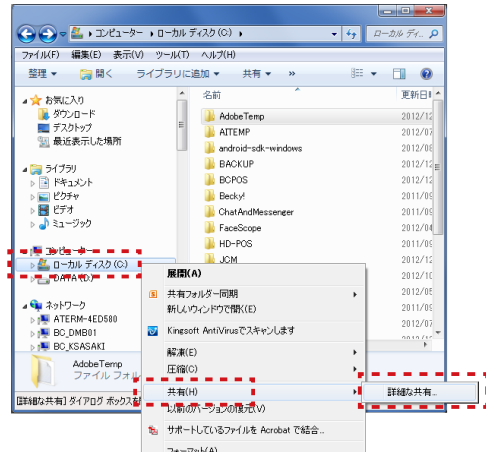 コンピューター ▸ ローカル ディスク (C:) ▸
ローカル ディ...
ファイル(F) 編集(E) 表示(V) ツール(T) ヘルプ(H)
整理 ▼ 開く ライブラリに追加 ▼ 共有 ▼ »
お気に入り
ダウンロード
デスクトップ
最近表示した場所
ライブラリ
ドキュメント
ピクチャ
ビデオ
ミュージック
コンピューター
ローカル ディスク (C:)
DATA (D:)
ネットワーク
ATERM-4ED580
BC_DMB01
BC_KSASAKI
名前 更新日
AdobeTemp 2012/12
AITEMP 2012/07
android-sdk-windows 2012/08
BACKUP 2012/12
BCPOS 2012/12
Becky! 2011/09
ChatAndMessenger 2011/09
FaceScope 2012/04
HD-POS 2011/09
JCM 2012/12
2012/10
2012/05
2011/09
2012/07
AdobeTemp
ファイル フォル
[詳細な共有] ダイアログ ボックスを
展開(A)
共有フォルダー同期
新しいウィンドウで開く(E)
Kingsoft AntiVirusでスキャンします
解凍(E)
圧縮(C)
共有(H)
以前のバージョンの復元(V)
サポートしているファイルを Acrobat で結合...
フォーマット(A)
詳細な共有...